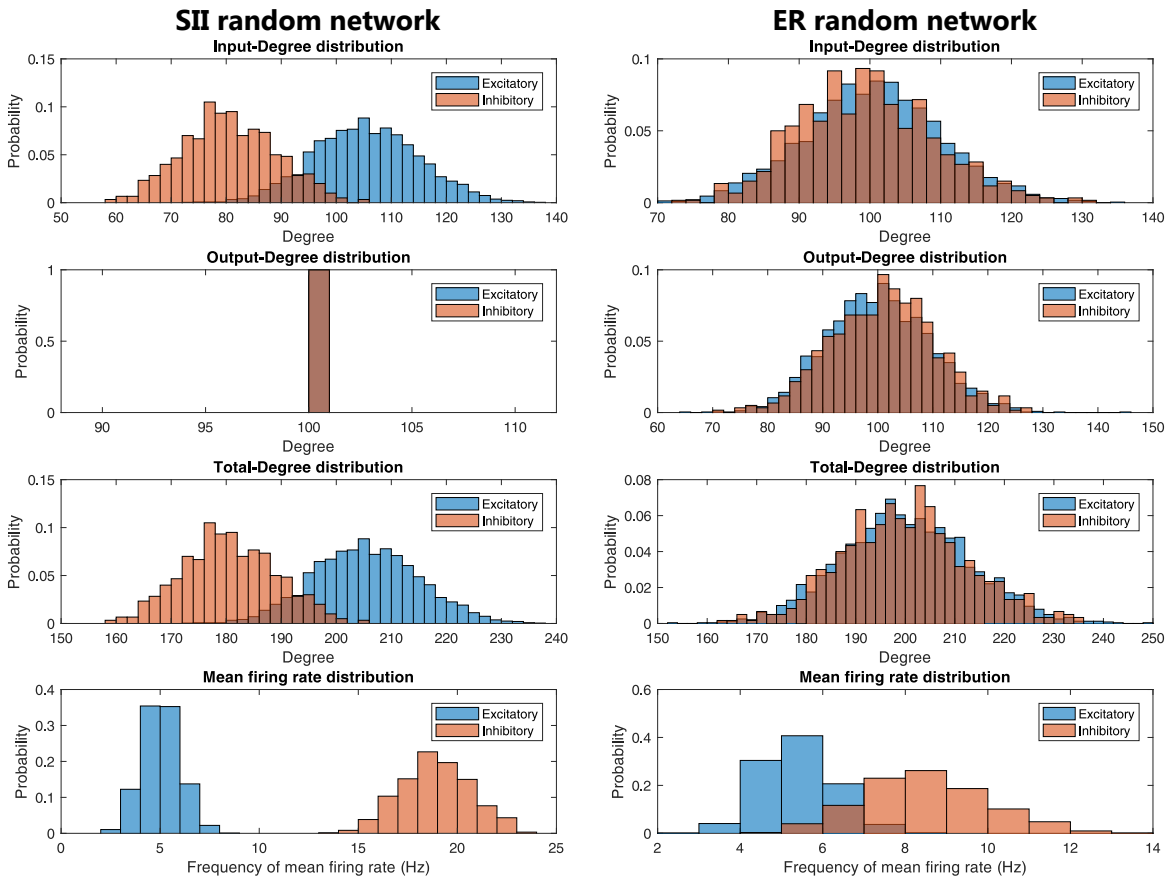 SII random network
Input-Degree distribution
0.15
0.1
0.05
0
Probability
Excitatory
Inhibitory
50 60 70 80 90 100 110 120 130 140
Degree
Output-Degree distribution
1
0.5
0
Probability
Excitatory
Inhibitory
90 95 100 105 110
Degree
Total-Degree distribution
0.15
0.1
0.05
0
Probability
Excitatory
Inhibitory
150 160 170 180 190 200 210 220 230 240
Degree
Mean firing rate distribution
0.4
0.3
0.2
0.1
0
Probability
Excitatory
Inhibitory
0 5 10 15 20 25
Frequency of mean firing rate (Hz)
ER random network
Input-Degree distribution
0.1
0.05
0
Probability
Excitatory
Inhibitory
70 80 90 100 110 120 130 140
Degree
Output-Degree distribution
0.1
0.05
0
Probability
Excitatory
Inhibitory
60 70 80 90 100 110 120 130 140 150
Degree
Total-Degree distribution
0.08
0.06
0.04
0.02
0
Probability
Excitatory
Inhibitory
150 160 170 180 190 200 210 220 230 240 250
Degree
Mean firing rate distribution
0.6
0.4
0.2
0
Probability
Excitatory
Inhibitory
2 4 6 8 10 12 14
Frequency of mean firing rate (Hz)